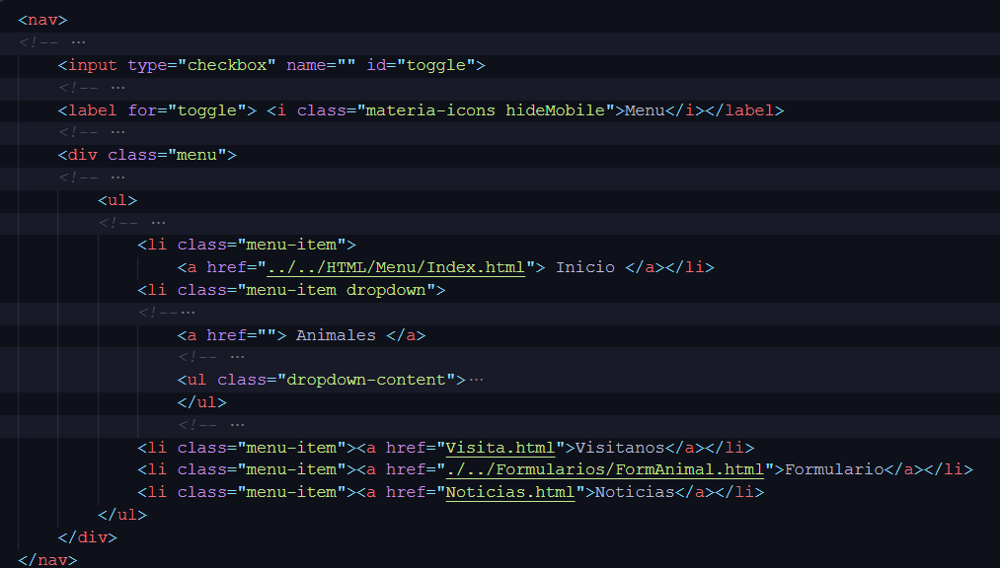 <nav>
<!-- ···
<input type="checkbox" name="" id="toggle">
<!-- ···
<label for="toggle"> <i class="materia-icons hideMobile">Menu</i></label>
<!-- ···
<div class="menu">
<!-- ···
<ul>
<!-- ···
<li class="menu-item">
<a href="../../HTML/Menu/Index.html"> Inicio </a></li>
<li class="menu-item dropdown">
<!--···
<a href=""> Animales </a>
<!-- ···
<ul class="dropdown-content">···
</ul>
<!-- ···
<li class="menu-item"><a href="Visita.html">Visitanos</a></li>
<li class="menu-item"><a href="./../Formularios/FormAnimal.html">Formulario</a></li>
<li class="menu-item"><a href="Noticias.html">Noticias</a></li>
</ul>
</div>
</nav>